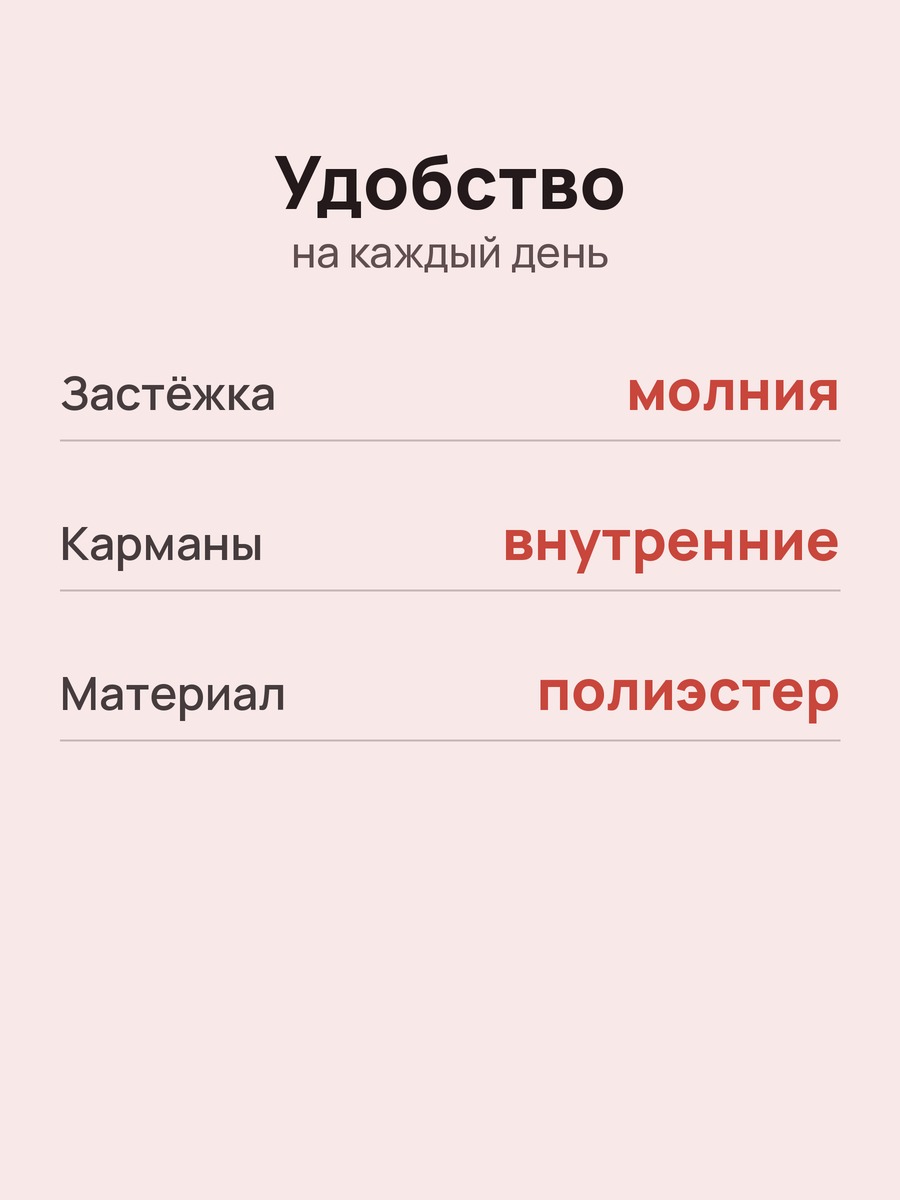 Удобство
на каждый день
Застёжка молния
Карманы внутренние
Материал полиэстер